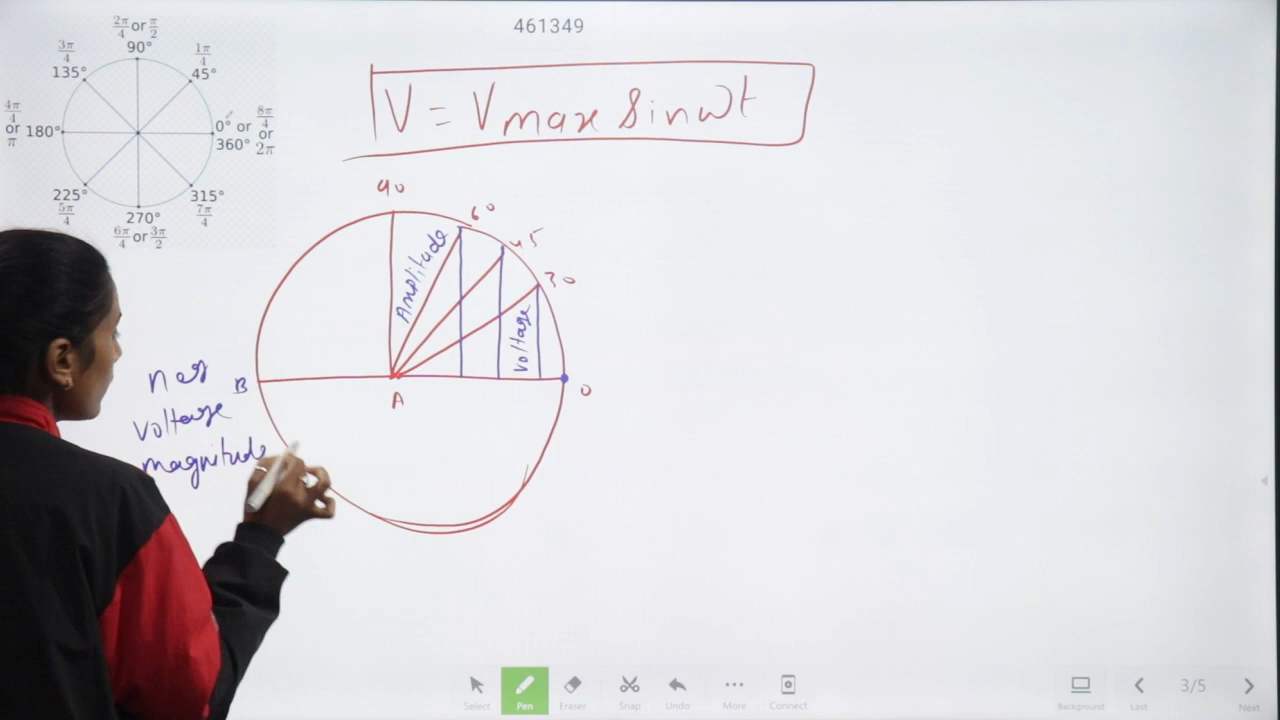 461349
2π/4 or π/2
90°
3π/4
135°
1π/4
45°
4π/4 or π 180°
0° or 360°
8π/4 or 2π
225°
5π/4
315°
7π/4
270°
6π/4 or 3π/2
V = Vmax Sinωt
90
60
45
30
Amplitude
voltage
B
A
0
voltage
magnitude
Select
Pen
Eraser
Snap
Undo
More
Connect
Background
Last
3/5
Next